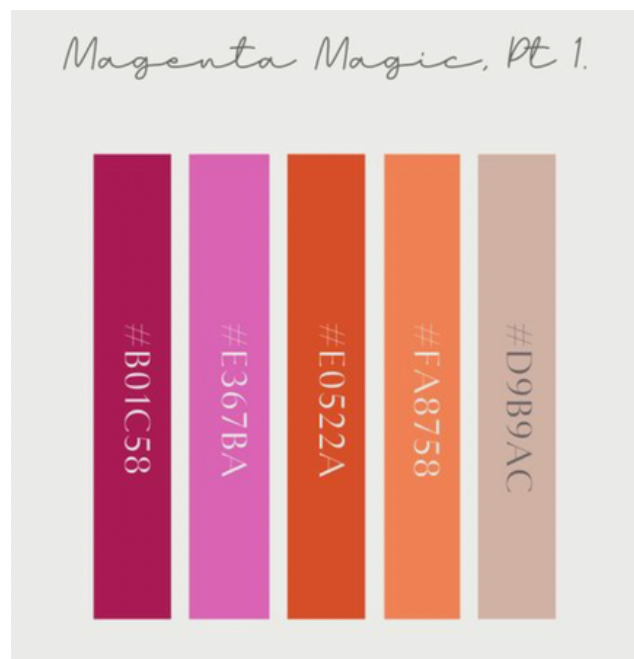 Magenta Magic, Pt 1.
#B01C58
#E367BA
#E0522A
#FA8758
#D9B9AC